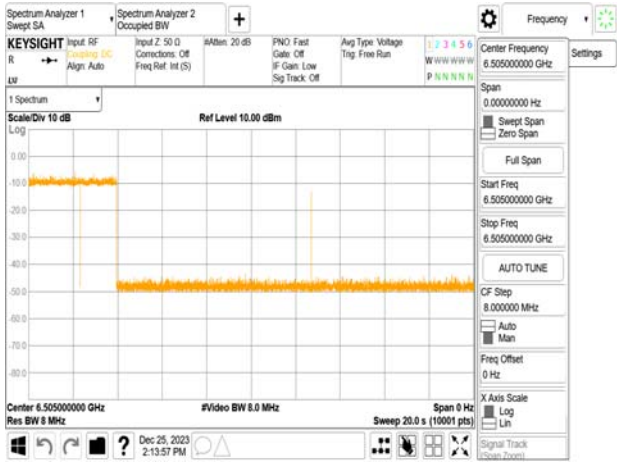 Spectrum Analyzer 1
Swept SA
Spectrum Analyzer 2
Occupied BW
+
Frequency
KEYSIGHT
R
Input: RF
Coupling: DC
Align: Auto
Input Z: 50 Ω
Corrections: Off
Freq Ref: Int (S)
#Atten: 20 dB
PNO: Fast
Gate: Off
IF Gain: Low
Sig Track: Off
Avg Type: Voltage
Trig: Free Run
1 2 3 4 5 6
W W W W W W
P N N N N N
LXI
1 Spectrum
Scale/Div 10 dB
Ref Level 10.00 dBm
Log
0.00
-10.0
-20.0
-30.0
-40.0
-50.0
-60.0
-70.0
-80.0
Center 6.505000000 GHz
Res BW 8 MHz
#Video BW 8.0 MHz
Span 0 Hz
Sweep 20.0 s (10001 pts)
Dec 25, 2023
2:13:57 PM
?
Center Frequency
6.505000000 GHz
Span
0.00000000 Hz
Swept Span
Zero Span
Full Span
Start Freq
6.505000000 GHz
Stop Freq
6.505000000 GHz
AUTO TUNE
CF Step
8.000000 MHz
Auto
Man
Freq Offset
0 Hz
X Axis Scale
Log
Lin
Signal Track
(Span Zoom)
Settings